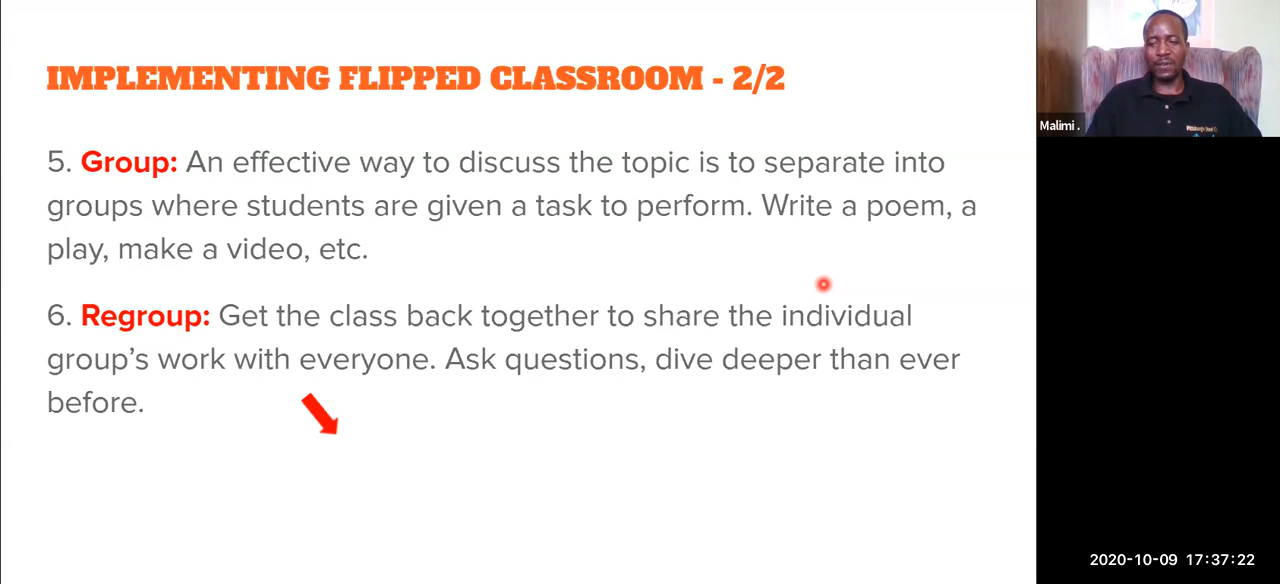 IMPLEMENTING FLIPPED CLASSROOM - 2/2
5. Group: An effective way to discuss the topic is to separate into
groups where students are given a task to perform. Write a poem, a
play, make a video, etc.
6. Regroup: Get the class back together to share the individual
group’s work with everyone. Ask questions, dive deeper than ever
before.
Malimi .
2020-10-09 17:37:22